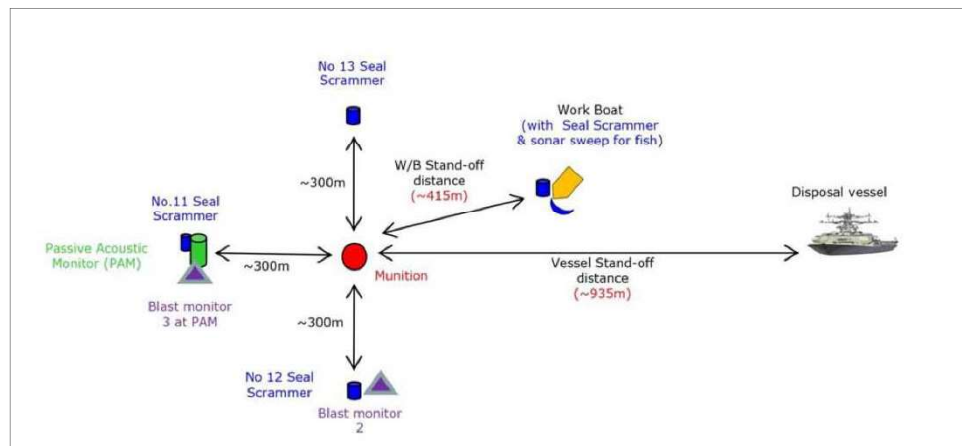 No 13 Seal
Scrammer
Work Boat
(with Seal Scrammer
& sonar sweep for fish)
~300m
W/B Stand-off
distance
(~415m)
Disposal vessel
No.11 Seal
Scrammer
Passive Acoustic
Monitor (PAM)
~300m
Munition
Vessel Stand-off
distance
(~935m)
Blast monitor
3 at PAM
~300m
No 12 Seal
Scrammer
Blast monitor
2